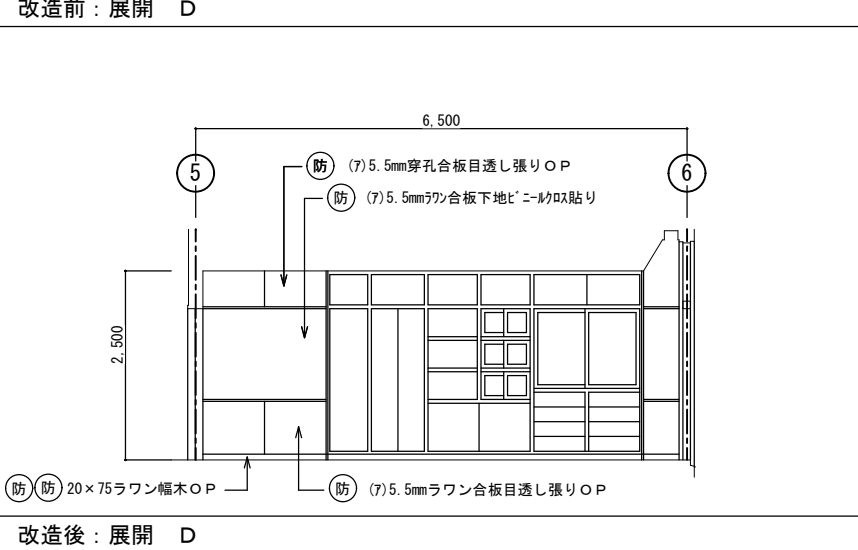 改造前：展開　D
6,500
5
6
防 (ｱ)5.5mm穿孔合板目透し張りＯＰ
防 (ｱ)5.5mmﾗﾜﾝ合板下地ﾋﾞﾆｰﾙｸﾛｽ貼り
2,500
防 防 20×75ラワン幅木ＯＰ
防 (ｱ)5.5mmラワン合板目透し張りＯＰ
改造後：展開　D